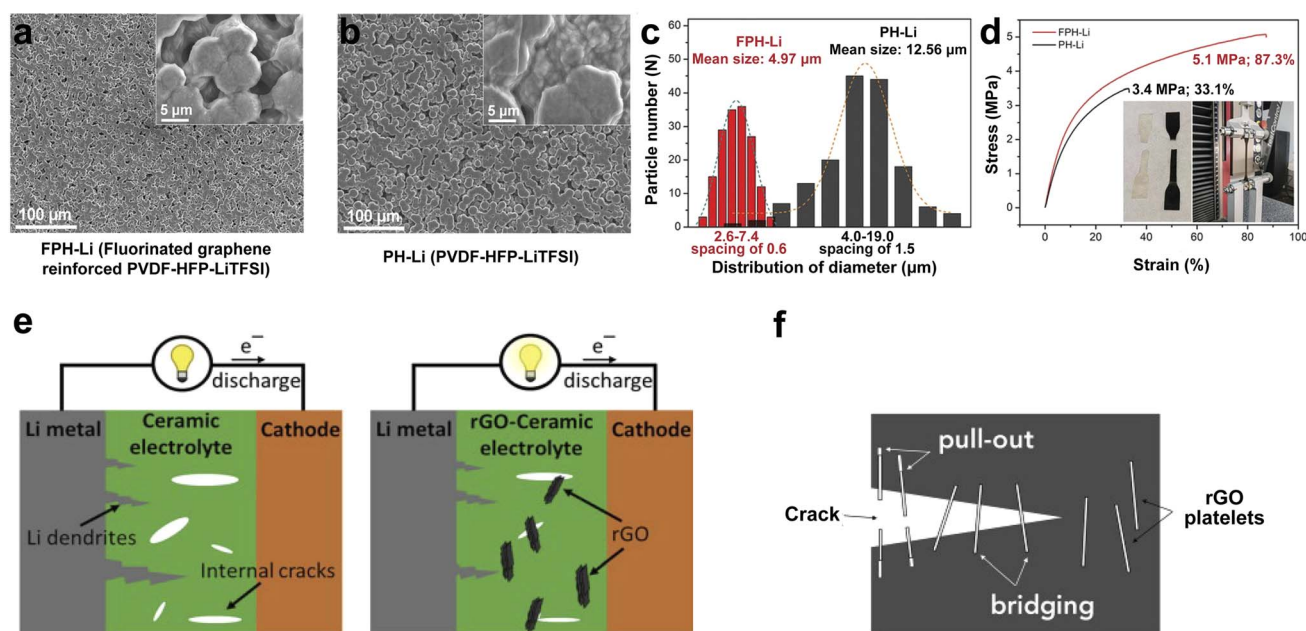 a
5 µm
100 µm
FPH-Li (Fluorinated graphene
reinforced PVDF-HFP-LiTFSI)
b
5 µm
100 µm
PH-Li (PVDF-HFP-LiTFSI)
c
Particle number (N)
60
50
40
30
20
10
0
FPH-Li
Mean size: 4.97 µm
PH-Li
Mean size: 12.56 µm
2.6-7.4
spacing of 0.6
4.0-19.0
spacing of 1.5
Distribution of diameter (µm)
d
Stress (MPa)
5
4
3
2
1
0
FPH-Li
PH-Li
5.1 MPa; 87.3%
3.4 MPa; 33.1%
0 20 40 60 80 100
Strain (%)
e
e−
discharge
Li metal
Ceramic
electrolyte
Cathode
Li dendrites
Internal cracks
e−
discharge
Li metal
rGO-Ceramic
electrolyte
Cathode
rGO
f
pull-out
Crack
rGO
platelets
bridging